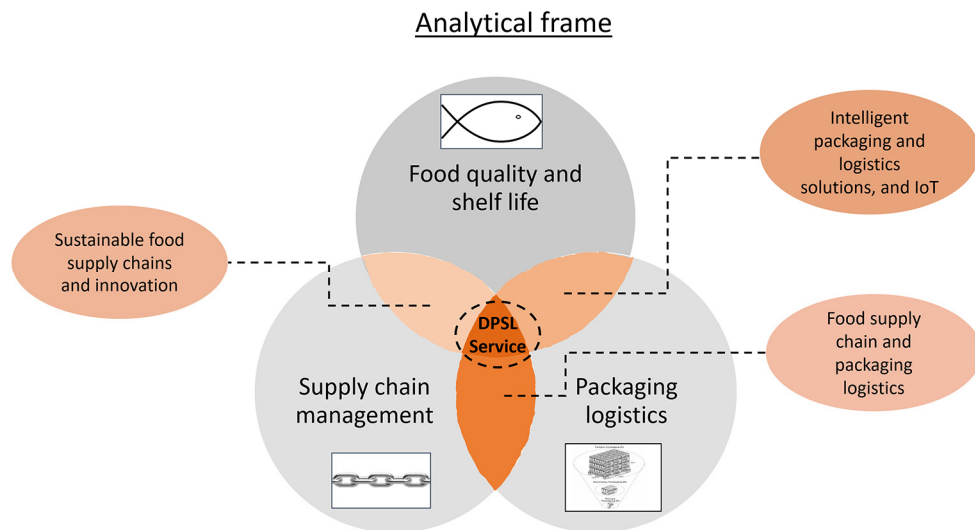 Analytical frame
Food quality and
shelf life
Intelligent
packaging and
logistics
solutions, and IoT
Sustainable food
supply chains
and innovation
DPSL
Service
Food supply
chain and
packaging
logistics
Supply chain
management
Packaging
logistics